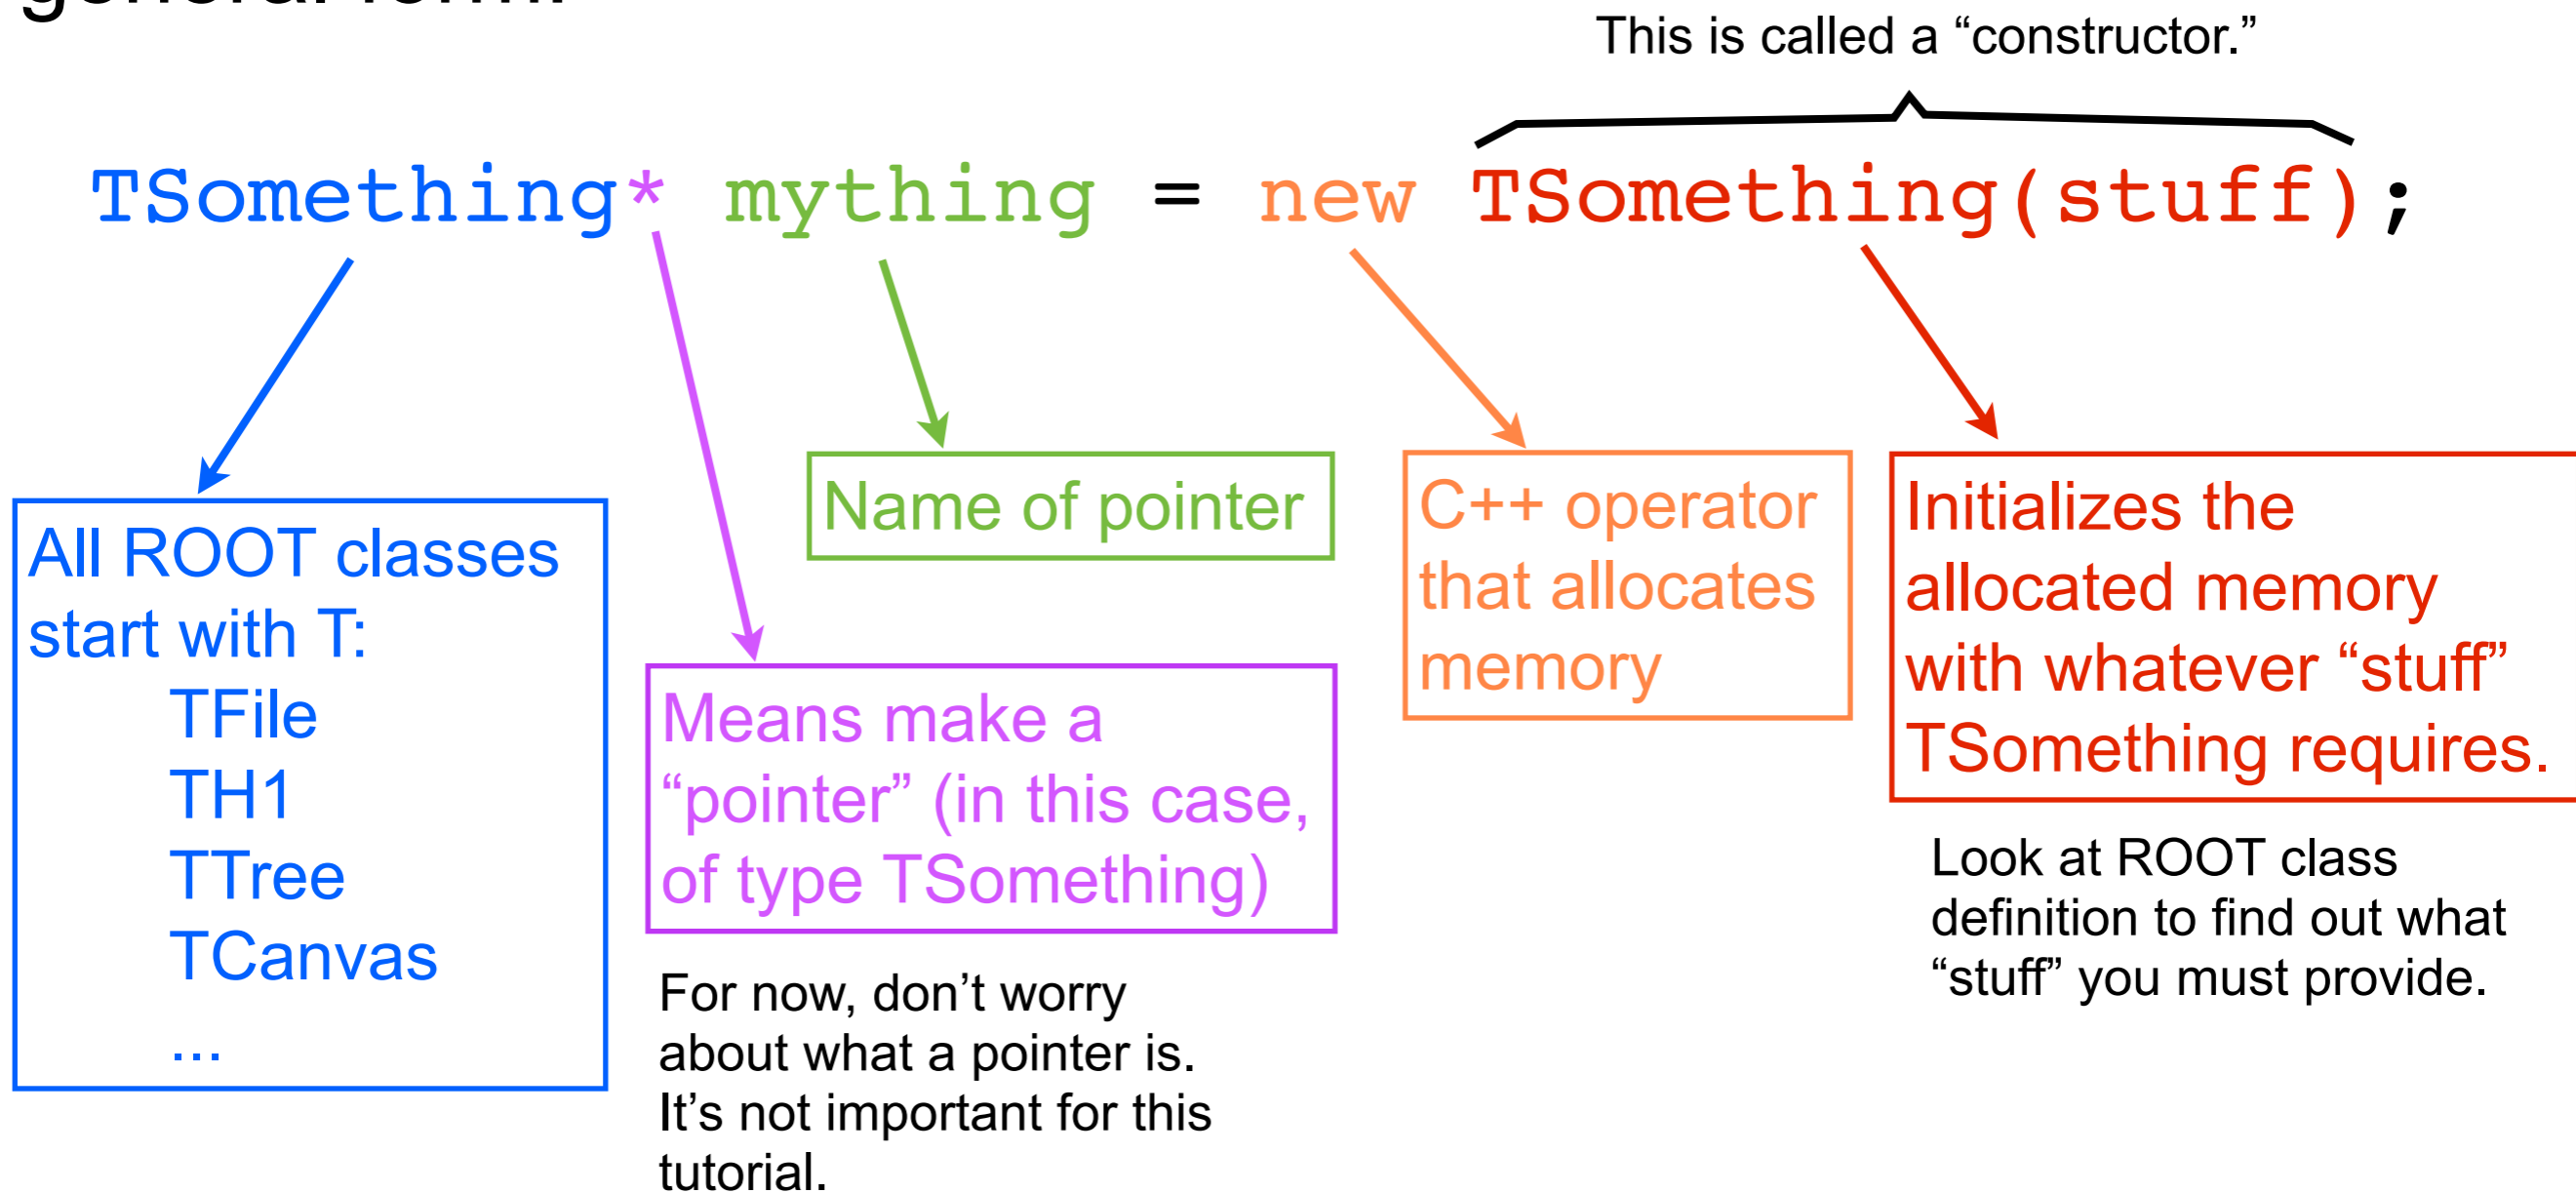 general form:
This is called a “constructor.”
TSomething* mything = new TSomething(stuff);
All ROOT classes
start with T:
TFile
TH1
TTree
TCanvas
...
Means make a
“pointer” (in this case,
of type TSomething)
For now, don’t worry
about what a pointer is.
It’s not important for this
tutorial.
Name of pointer
C++ operator
that allocates
memory
Initializes the
allocated memory
with whatever “stuff”
TSomething requires.
Look at ROOT class
definition to find out what
“stuff” you must provide.